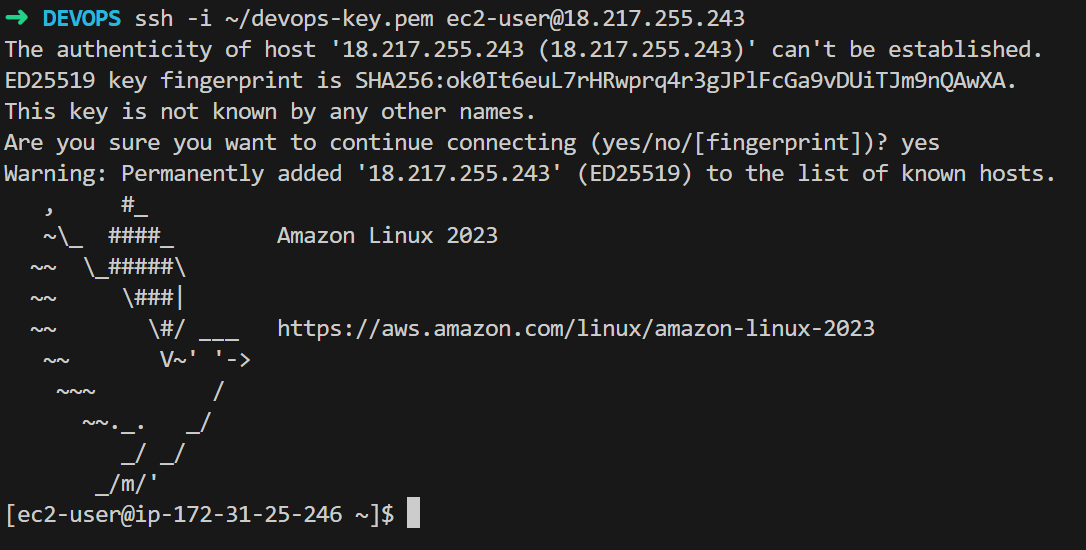 ➜ DEVOPS ssh -i ~/devops-key.pem ec2-user@18.217.255.243
The authenticity of host '18.217.255.243 (18.217.255.243)' can't be established.
ED25519 key fingerprint is SHA256:ok0It6euL7rHRwprq4r3gJPlFcGa9vDUiTJm9nQAwXA.
This key is not known by any other names.
Are you sure you want to continue connecting (yes/no/[fingerprint])? yes
Warning: Permanently added '18.217.255.243' (ED25519) to the list of known hosts.
   ,     #_
   ~\_  ####_        Amazon Linux 2023
  ~~  \_#####\
  ~~     \###|
  ~~       \#/ ___   https://aws.amazon.com/linux/amazon-linux-2023
   ~~       V~' '->
    ~~~         /
      ~~._.   _/
         _/ _/
       _/m/'
[ec2-user@ip-172-31-25-246 ~]$